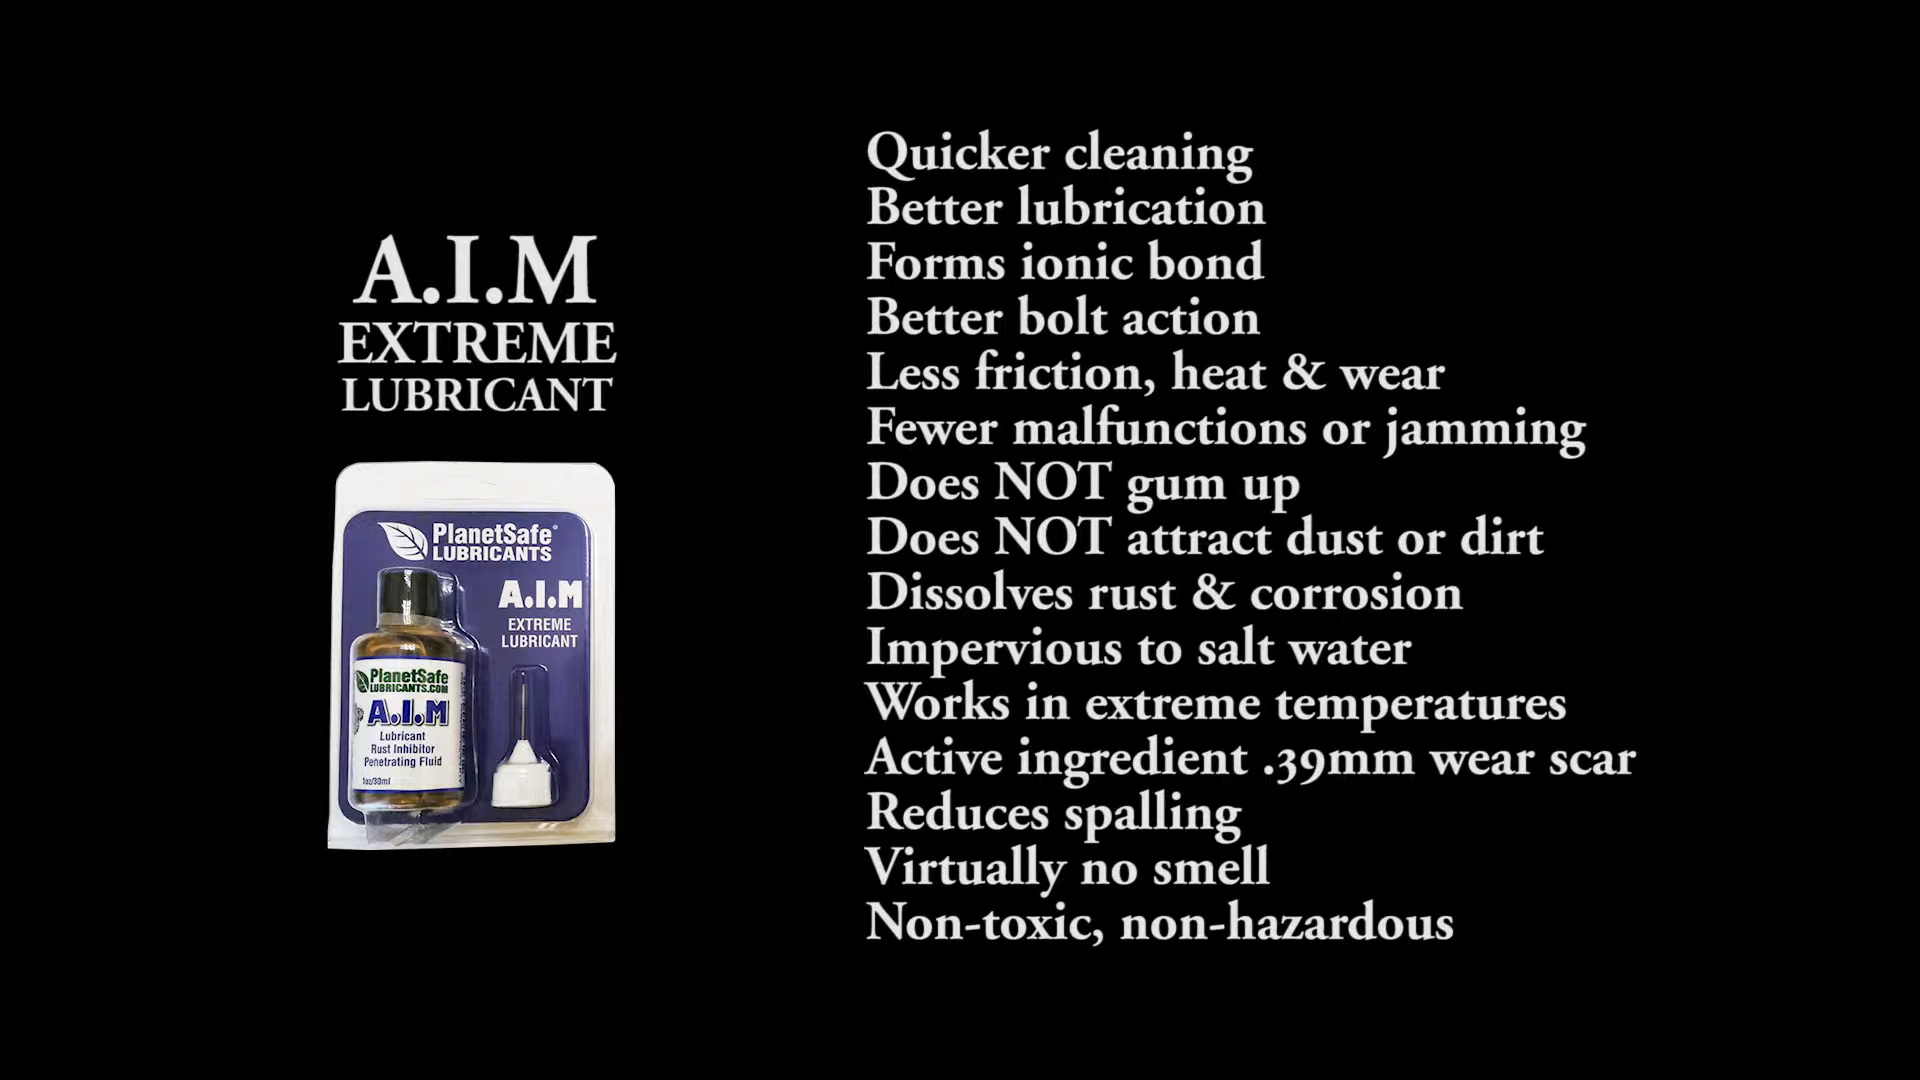 A.I.M
EXTREME
LUBRICANT
PlanetSafe®
LUBRICANTS
A.I.M
EXTREME
LUBRICANT
PlanetSafe
LUBRICANTS.COM
A.I.M
Lubricant
Rust Inhibitor
Penetrating Fluid
1oz/30ml
Quicker cleaning
Better lubrication
Forms ionic bond
Better bolt action
Less friction, heat & wear
Fewer malfunctions or jamming
Does NOT gum up
Does NOT attract dust or dirt
Dissolves rust & corrosion
Impervious to salt water
Works in extreme temperatures
Active ingredient .39mm wear scar
Reduces spalling
Virtually no smell
Non-toxic, non-hazardous